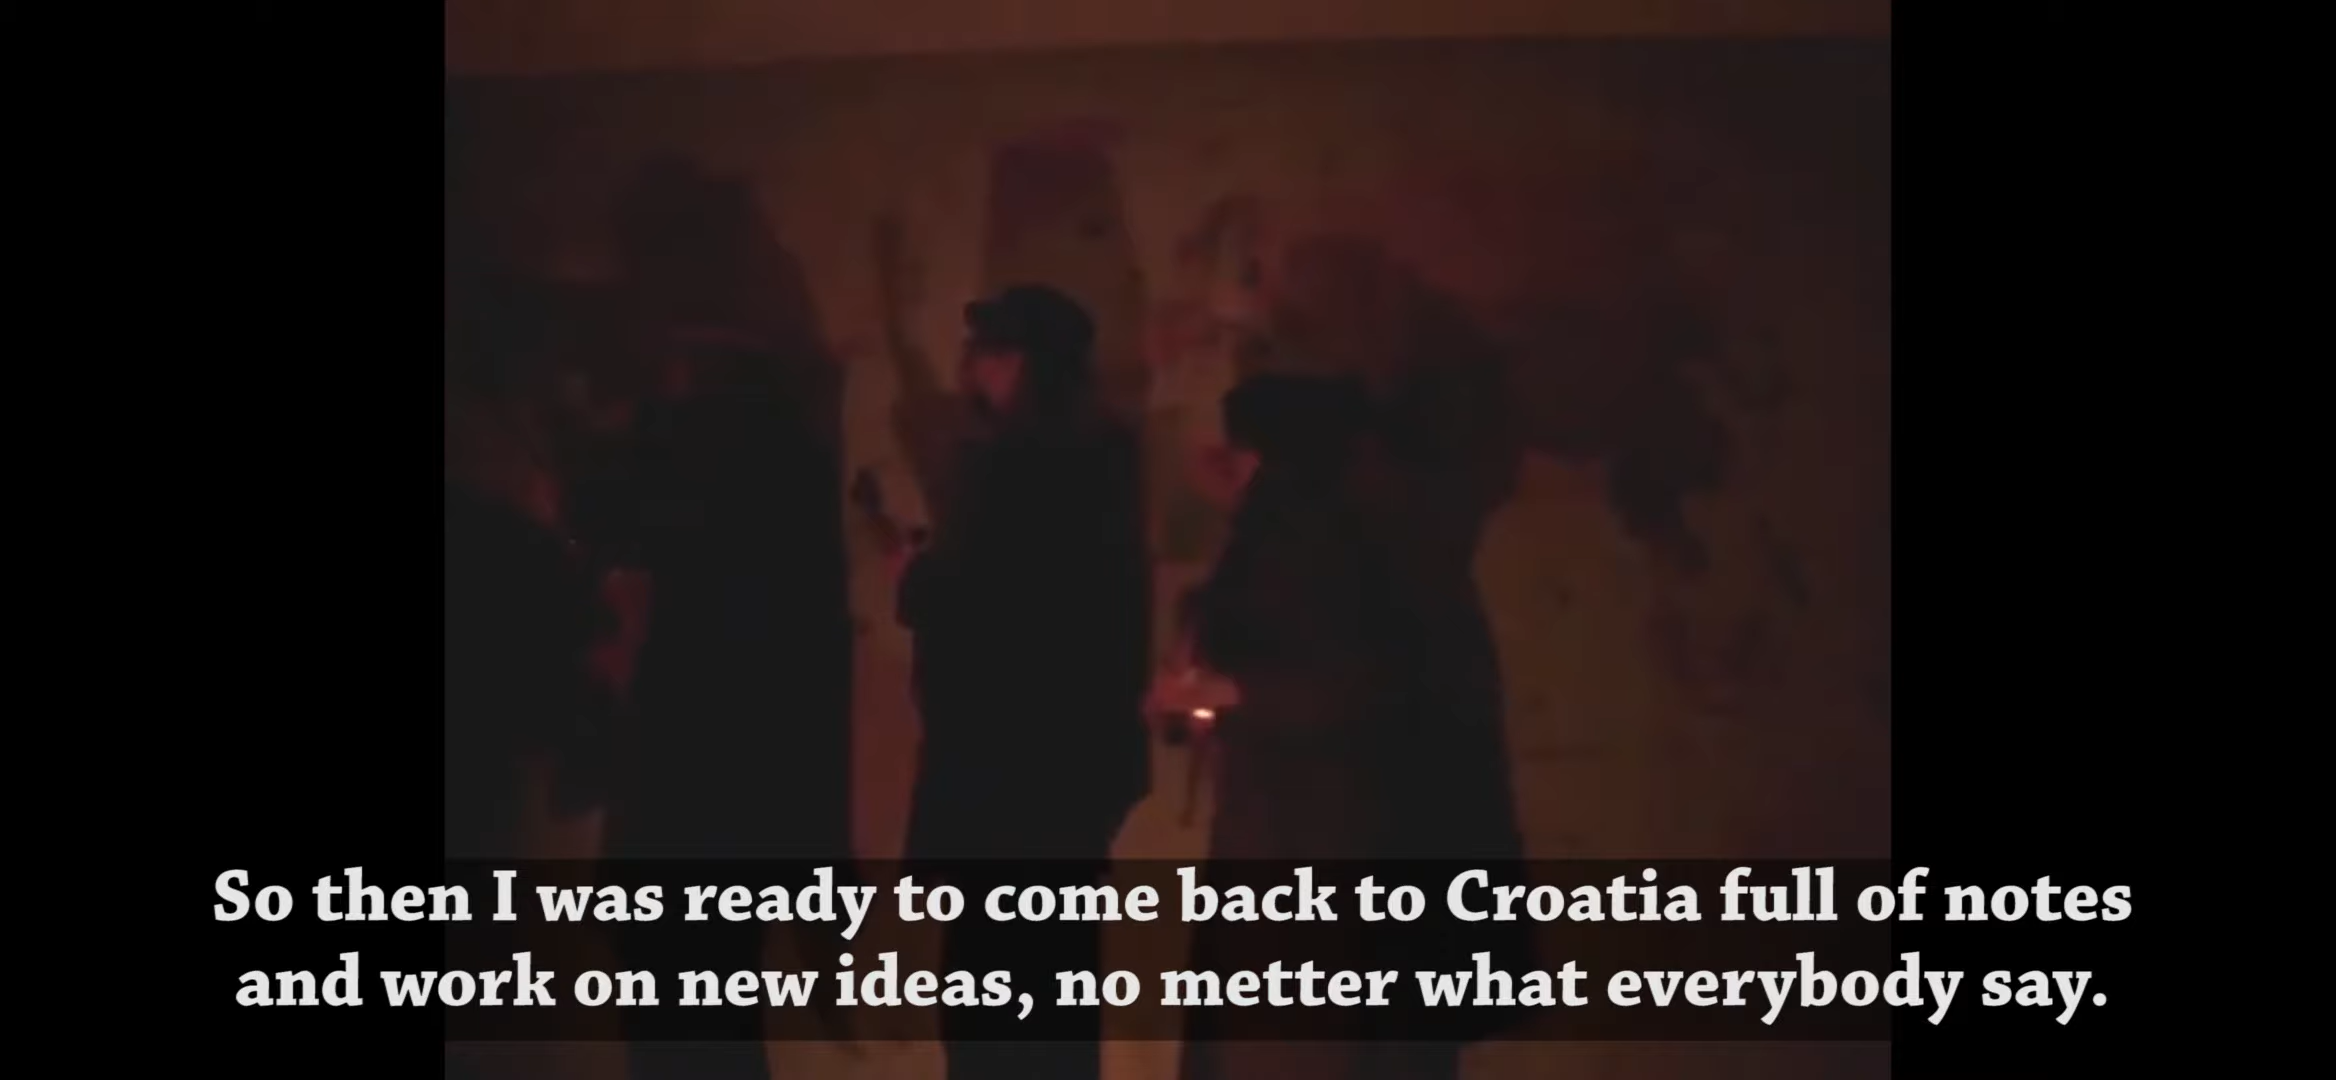 So then I was ready to come back to Croatia full of notes
and work on new ideas, no metter what everybody say.